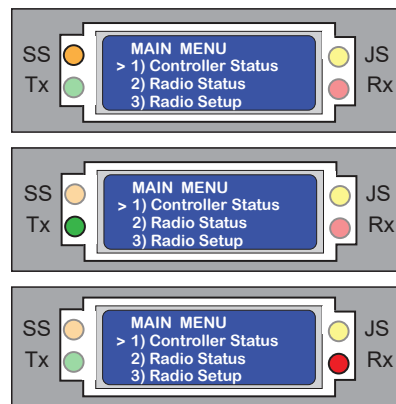 SS MAIN MENU JS
> 1) Controller Status
Tx 2) Radio Status Rx
3) Radio Setup
SS MAIN MENU JS
> 1) Controller Status
Tx 2) Radio Status Rx
3) Radio Setup
SS MAIN MENU JS
> 1) Controller Status
Tx 2) Radio Status Rx
3) Radio Setup